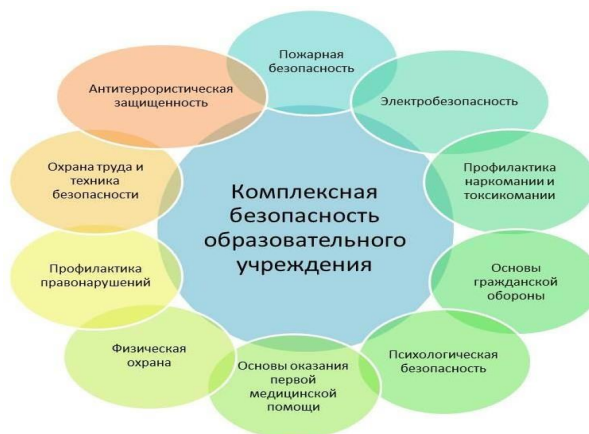 Пожарная
безопасность
Электробезопасность
Профилактика
наркомании и
токсикомании
Основы
гражданской
обороны
Психологическая
безопасность
Основы оказания
первой
медицинской
помощи
Физическая
охрана
Профилактика
правонарушений
Охрана труда и
техника
безопасности
Антитеррористическая
защищенность
Комплексная
безопасность
образовательного
учреждения